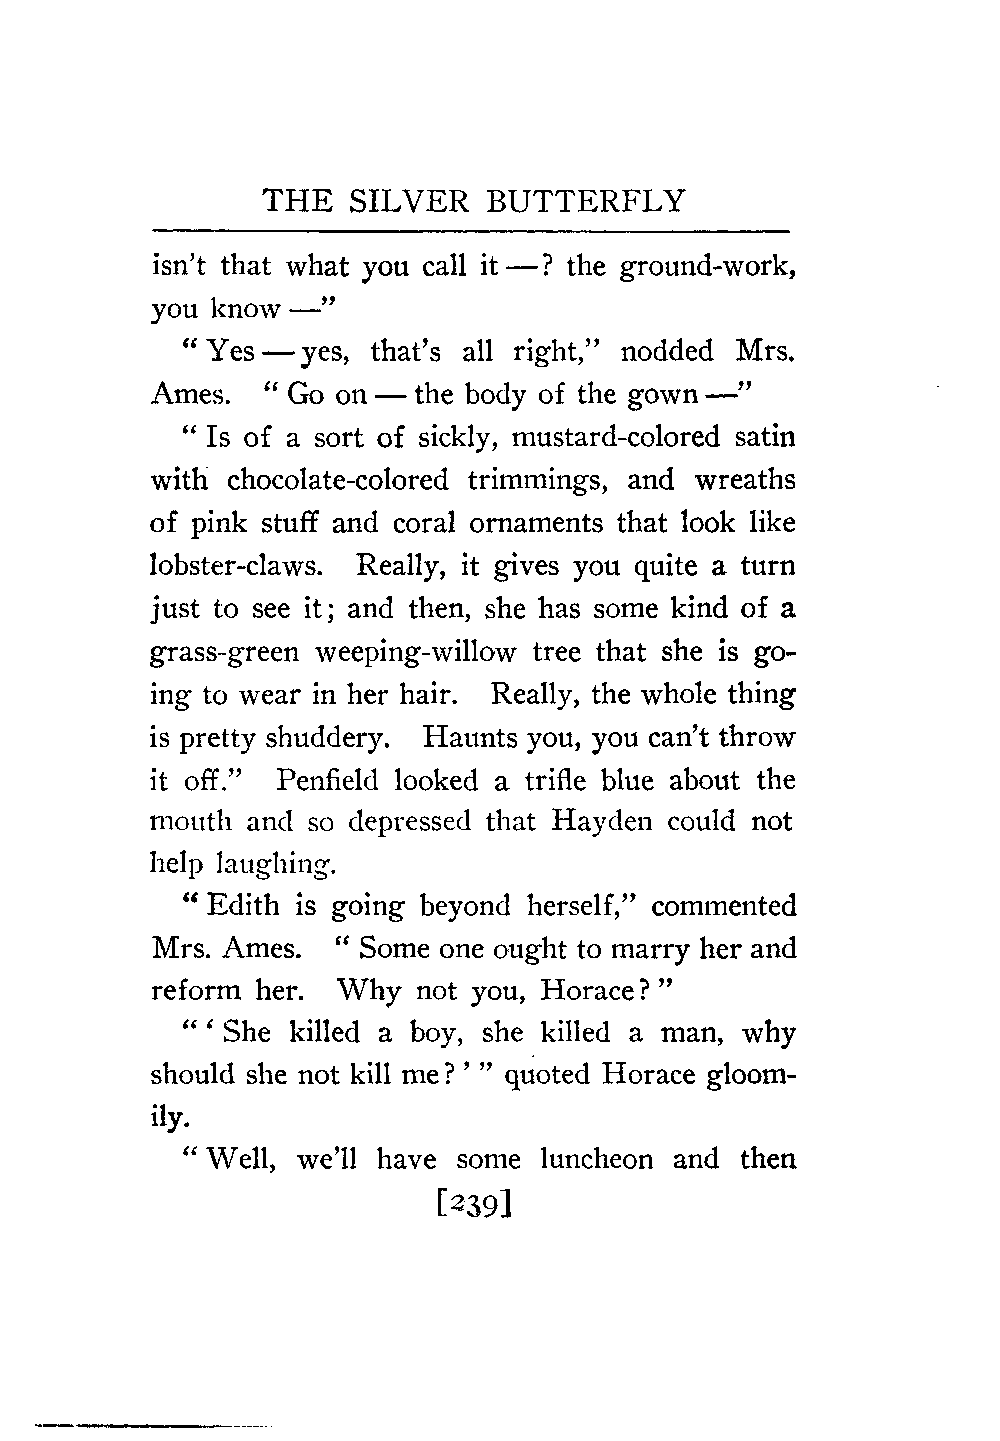 THE SILVER BUTTERFLY
isn't that what you call it—? the ground-work,
you know—"
"Yes—yes, that's all right," nodded Mrs.
Ames. "Go on—the body of the gown—"
"Is of a sort of sickly, mustard-colored satin
with chocolate-colored trimmings, and wreaths
of pink stuff and coral ornaments that look like
lobster-claws. Really, it gives you quite a turn
just to see it; and then, she has some kind of a
grass-green weeping-willow tree that she is go-
ing to wear in her hair. Really, the whole thing
is pretty shuddery. Haunts you, you can't throw
it off." Penfield looked a trifle blue about the
mouth and so depressed that Hayden could not
help laughing.
"Edith is going beyond herself," commented
Mrs. Ames. "Some one ought to marry her and
reform her. Why not you, Horace?"
"'She killed a boy, she killed a man, why
should she not kill me?'" quoted Horace gloom-
ily.
"Well, we'll have some luncheon and then
[239]